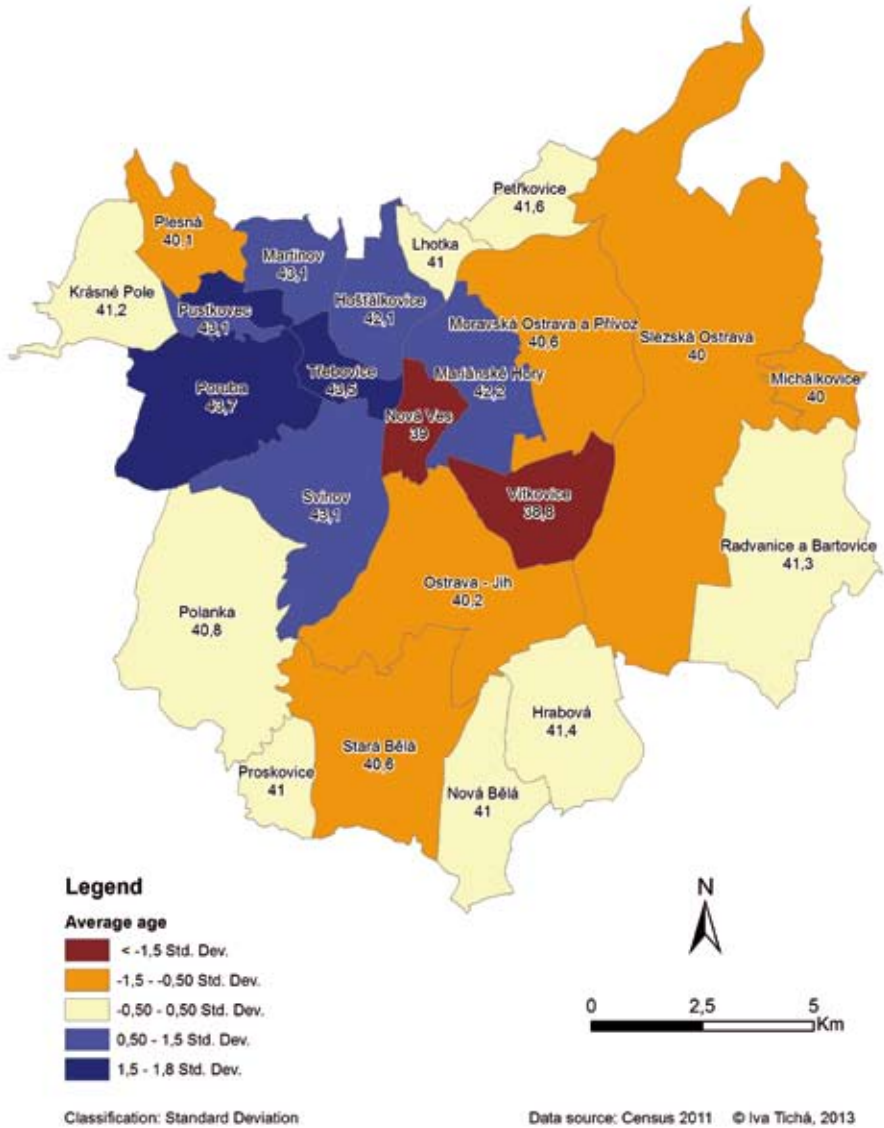 Petřkovice
41,6
Plesná
40,1
Lhotka
41
Martinov
43,1
Krásné Pole
41,2
Hošťálkovice
42,1
Pustkovec
43,1
Moravská Ostrava a Přívoz
40,6
Slezská Ostrava
40
Třebovice
43,5
Mariánské Hory
42,2
Michálkovice
40
Poruba
43,7
Nová Ves
39
Svinov
43,1
Vítkovice
38,8
Radvanice a Bartovice
41,3
Ostrava - Jih
40,2
Polanka
40,8
Hrabová
41,4
Stará Bělá
40,6
Proskovice
41
Nová Bělá
41
Legend
Average age
< -1,5 Std. Dev.
-1,5 - -0,50 Std. Dev.
-0,50 - 0,50 Std. Dev.
0,50 - 1,5 Std. Dev.
1,5 - 1,8 Std. Dev.
N
0 2,5 5
Km
Classification: Standard Deviation
Data source: Census 2011 © Iva Tichá, 2013